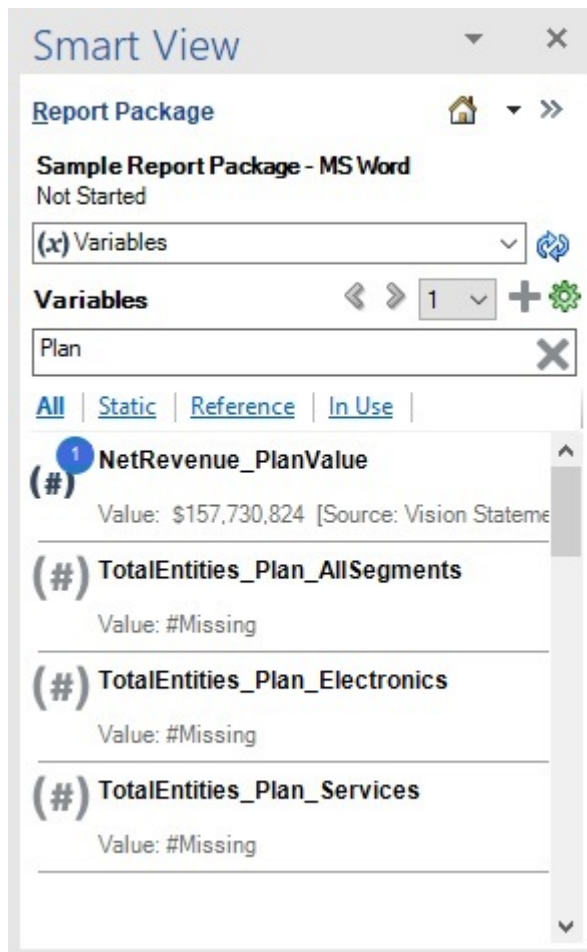 Smart View
Report Package
Sample Report Package - MS Word
Not Started
(x) Variables
Variables 1
Plan
All | Static | Reference | In Use |
1
(#) NetRevenue_PlanValue
Value: $157,730,824 [Source: Vision Stateme
(#) TotalEntities_Plan_AllSegments
Value: #Missing
(#) TotalEntities_Plan_Electronics
Value: #Missing
(#) TotalEntities_Plan_Services
Value: #Missing